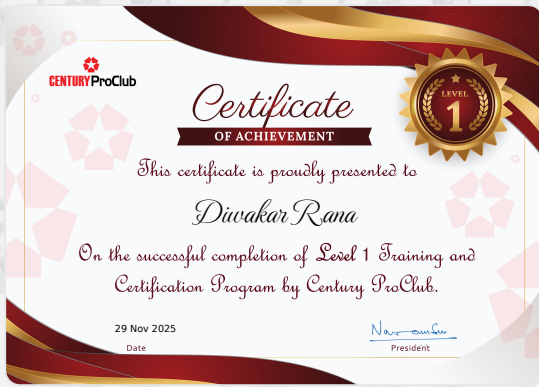 CENTURY ProClub
Certificate
OF ACHIEVEMENT
LEVEL
1
This certificate is proudly presented to
Diwakar Rana
On the successful completion of Level 1 Training and
Certification Program by Century ProClub.
29 Nov 2025
Date
President